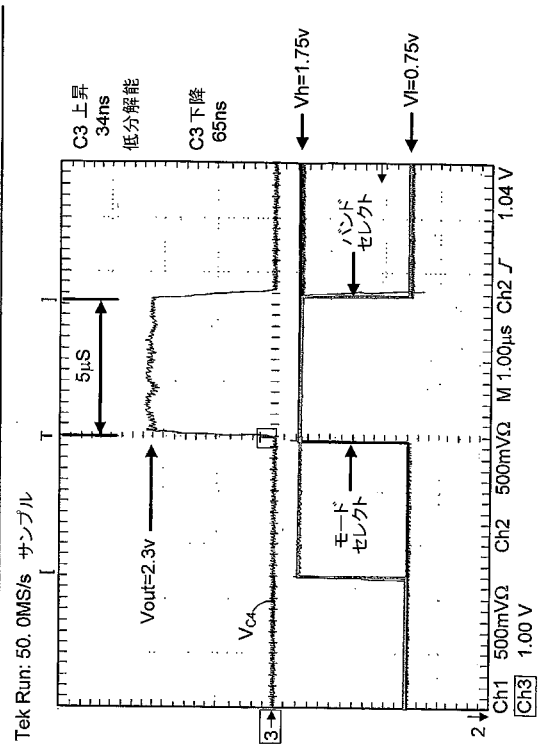 Tek Run: 50. 0MS/s サンプル
5μS
C3 上昇
34ns
低分解能
C3 下降
65ns
Vout=2.3v
VC4
3→
Vh=1.75v
モード
セレクト
バンド
セレクト
Vl=0.75v
2→
Ch1 500mVΩ Ch2 500mVΩ M 1.00μs Ch2 ∫ 1.04 V
Ch3 1.00 V